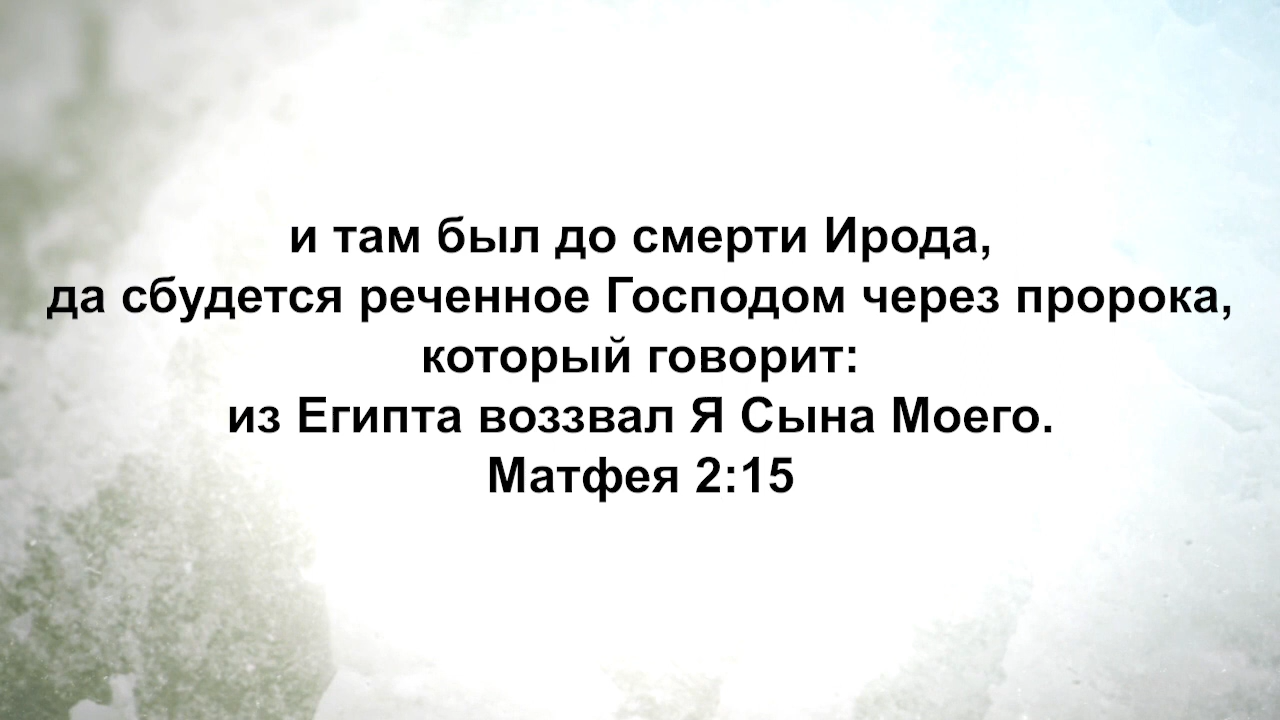 и там был до смерти Ирода,
да сбудется реченное Господом через пророка,
который говорит:
из Египта воззвал Я Сына Моего.
Матфея 2:15